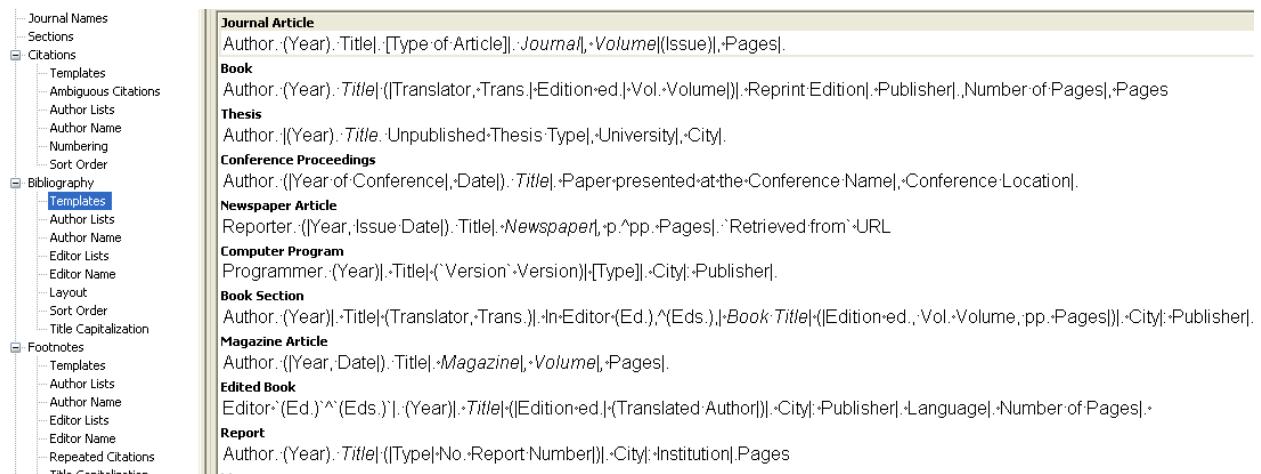 Journal Names
Sections
Citations
Templates
Ambiguous Citations
Author Lists
Author Name
Numbering
Sort Order
Bibliography
Templates
Author Lists
Author Name
Editor Lists
Editor Name
Layout
Sort Order
Title Capitalization
Footnotes
Templates
Author Lists
Author Name
Editor Lists
Editor Name
Repeated Citations
Title Capitalization
Journal Article
Author.·(Year).·Title|.·[Type·of·Article]|.·Journal|,∘Volume|(Issue)|,∘Pages|.
Book
Author.·(Year).·Title|·(|Translator,∘Trans.|∘Edition∘ed.|∘Vol.∘Volume|)|.∘Reprint·Edition|.∘Publisher|.,Number·of·Pages|,∘Pages
Thesis
Author.·|(Year).·Title.·Unpublished∘Thesis·Type|,∘University|,∘City|.
Conference Proceedings
Author.·(|Year·of·Conference|,∘Date|).·Title|.∘Paper∘presented∘at∘the∘Conference·Name|,∘Conference·Location|.
Newspaper Article
Reporter.·(|Year,·Issue·Date|).·Title|.∘Newspaper|,∘p.^pp.∘Pages|.·`Retrieved·from`∘URL
Computer Program
Programmer.·(Year)|.∘Title|∘(`Version`∘Version)|∘[Type]|.∘City|:∘Publisher|.
Book Section
Author.·(Year)|.∘Title|∘(Translator,∘Trans.)|.∘In∘Editor∘(Ed.),^(Eds.),|∘Book·Title|∘(|Edition∘ed.,·Vol.∘Volume,·pp.∘Pages|)|.∘City|:∘Publisher|.
Magazine Article
Author.·(|Year,·Date|).·Title|.∘Magazine|,∘Volume|,∘Pages|.
Edited Book
Editor∘`(Ed.)`^`(Eds.)`|.·(Year)|.∘Title|∘(|Edition∘ed.|∘(Translated·Author|)|.∘City|:∘Publisher|.∘Language|.∘Number·of·Pages|.∘
Report
Author.·(Year).·Title|·(|Type|∘No.∘Report·Number|)|.∘City|:∘Institution|.Pages